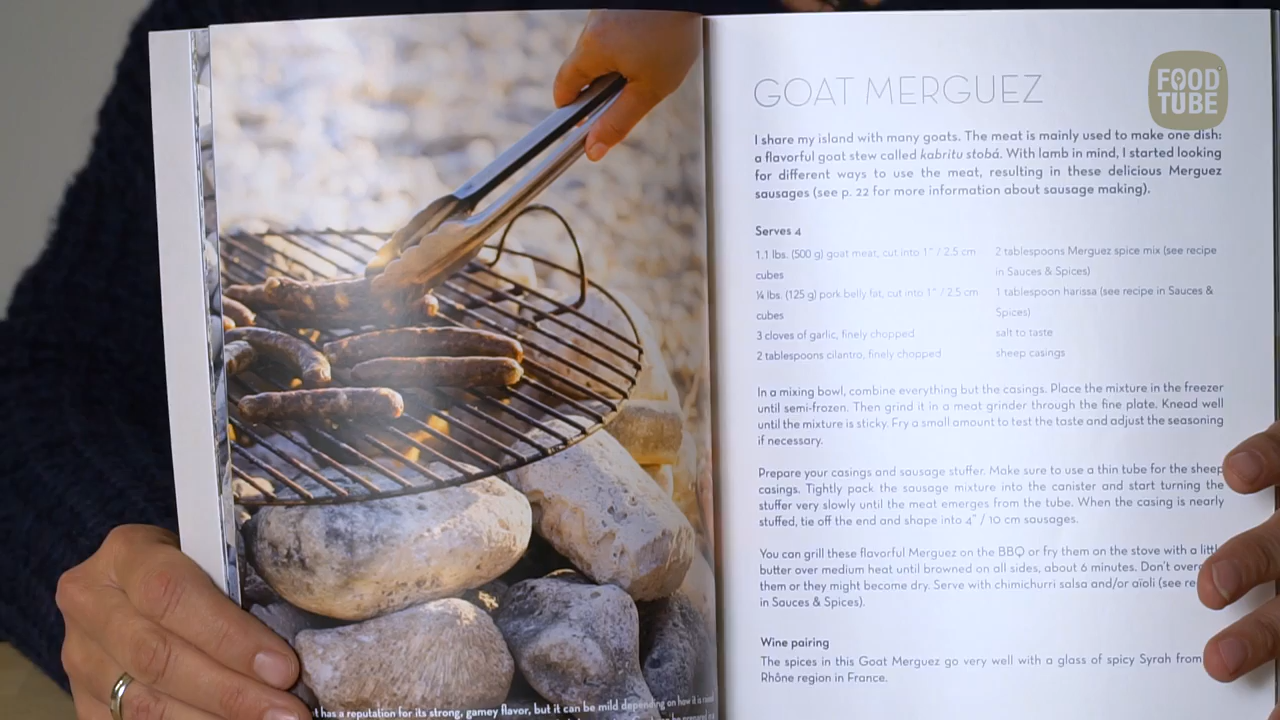 FOOD
TUBE
GOAT MERGUEZ
I share my island with many goats. The meat is mainly used to make one dish:
a flavorful goat stew called kabritu stobá. With lamb in mind, I started looking
for different ways to use the meat, resulting in these delicious Merguez
sausages (see p. 22 for more information about sausage making).
Serves 4
1.1 lbs. (500 g) goat meat, cut into 1" / 2.5 cm
cubes
¼ lbs. (125 g) pork belly fat, cut into 1" / 2.5 cm
cubes
3 cloves of garlic, finely chopped
2 tablespoons cilantro, finely chopped
2 tablespoons Merguez spice mix (see recipe
in Sauces & Spices)
1 tablespoon harissa (see recipe in Sauces &
Spices)
salt to taste
sheep casings
In a mixing bowl, combine everything but the casings. Place the mixture in the freezer
until semi-frozen. Then grind it in a meat grinder through the fine plate. Knead well
until the mixture is sticky. Fry a small amount to test the taste and adjust the seasoning
if necessary.
Prepare your casings and sausage stuffer. Make sure to use a thin tube for the sheep
casings. Tightly pack the sausage mixture into the canister and start turning the
stuffer very slowly until the meat emerges from the tube. When the casing is nearly
stuffed, tie off the end and shape into 4" / 10 cm sausages.
You can grill these flavorful Merguez on the BBQ or fry them on the stove with a littl
butter over medium heat until browned on all sides, about 6 minutes. Don't over
them or they might become dry. Serve with chimichurri salsa and/or aïoli (see re
in Sauces & Spices).
Wine pairing
The spices in this Goat Merguez go very well with a glass of spicy Syrah from
Rhône region in France.
t has a reputation for its strong, gamey flavor, but it can be mild depending on how it is